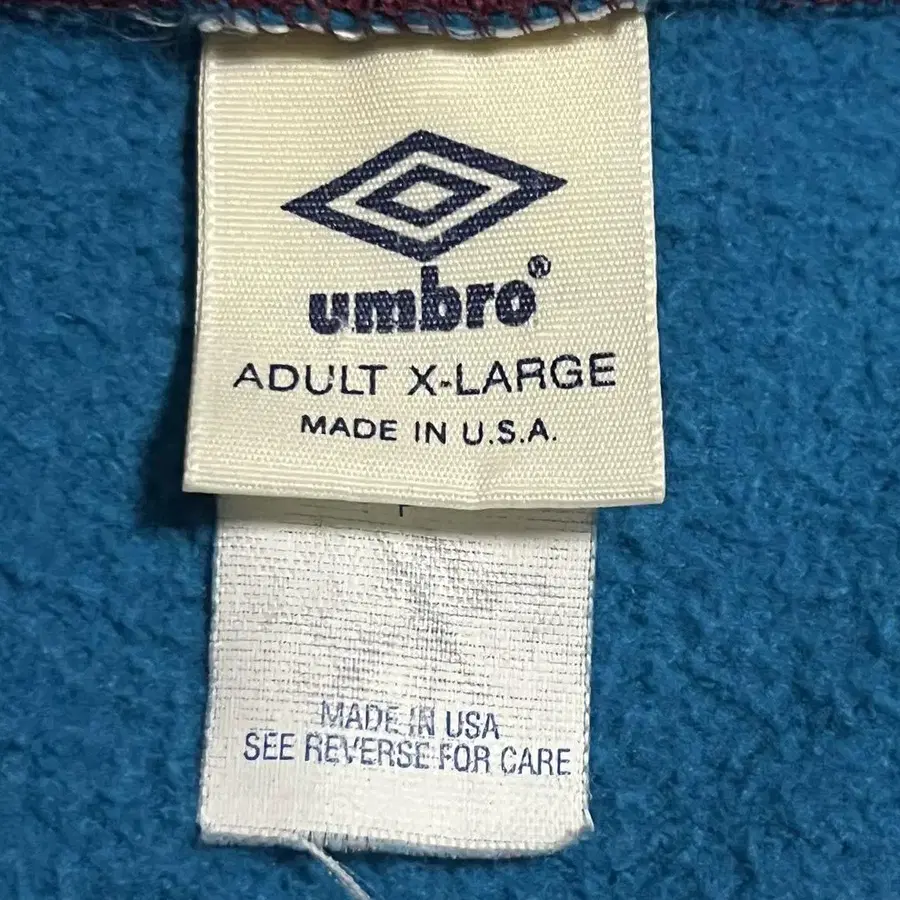 umbro®
ADULT X-LARGE
MADE IN U.S.A.
MADE IN USA
SEE REVERSE FOR CARE